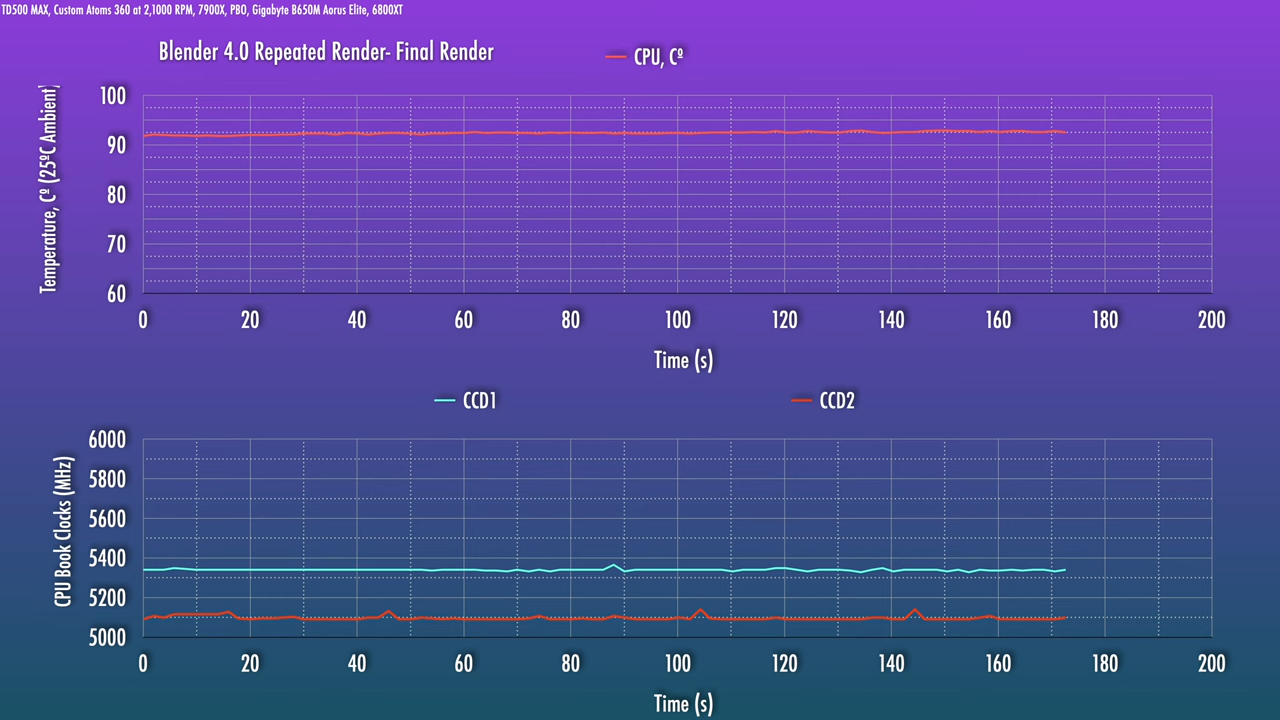 TD500 MAX, Custom Atoms 360 at 2,1000 RPM, 7900X, PBO, Gigabyte B650M Aorus Elite, 6800XT
Blender 4.0 Repeated Render- Final Render
CPU, Cº
Temperature, Cº (25ºC Ambient)
100
90
80
70
60
0 20 40 60 80 100 120 140 160 180 200
Time (s)
CCD1 CCD2
CPU Book Clocks (MHz)
6000
5800
5600
5400
5200
5000
0 20 40 60 80 100 120 140 160 180 200
Time (s)